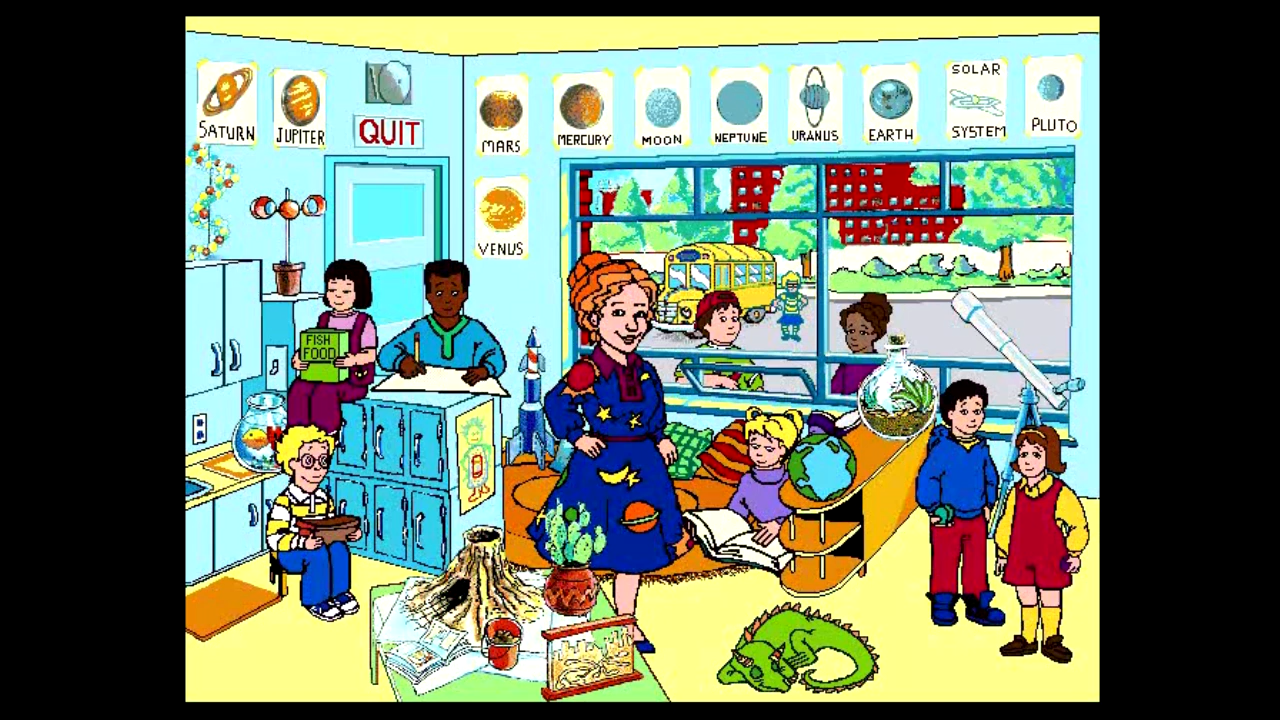 SATURN
JUPITER
QUIT
MARS
MERCURY
MOON
NEPTUNE
URANUS
EARTH
SOLAR
SYSTEM
PLUTO
VENUS
FISH
FOOD